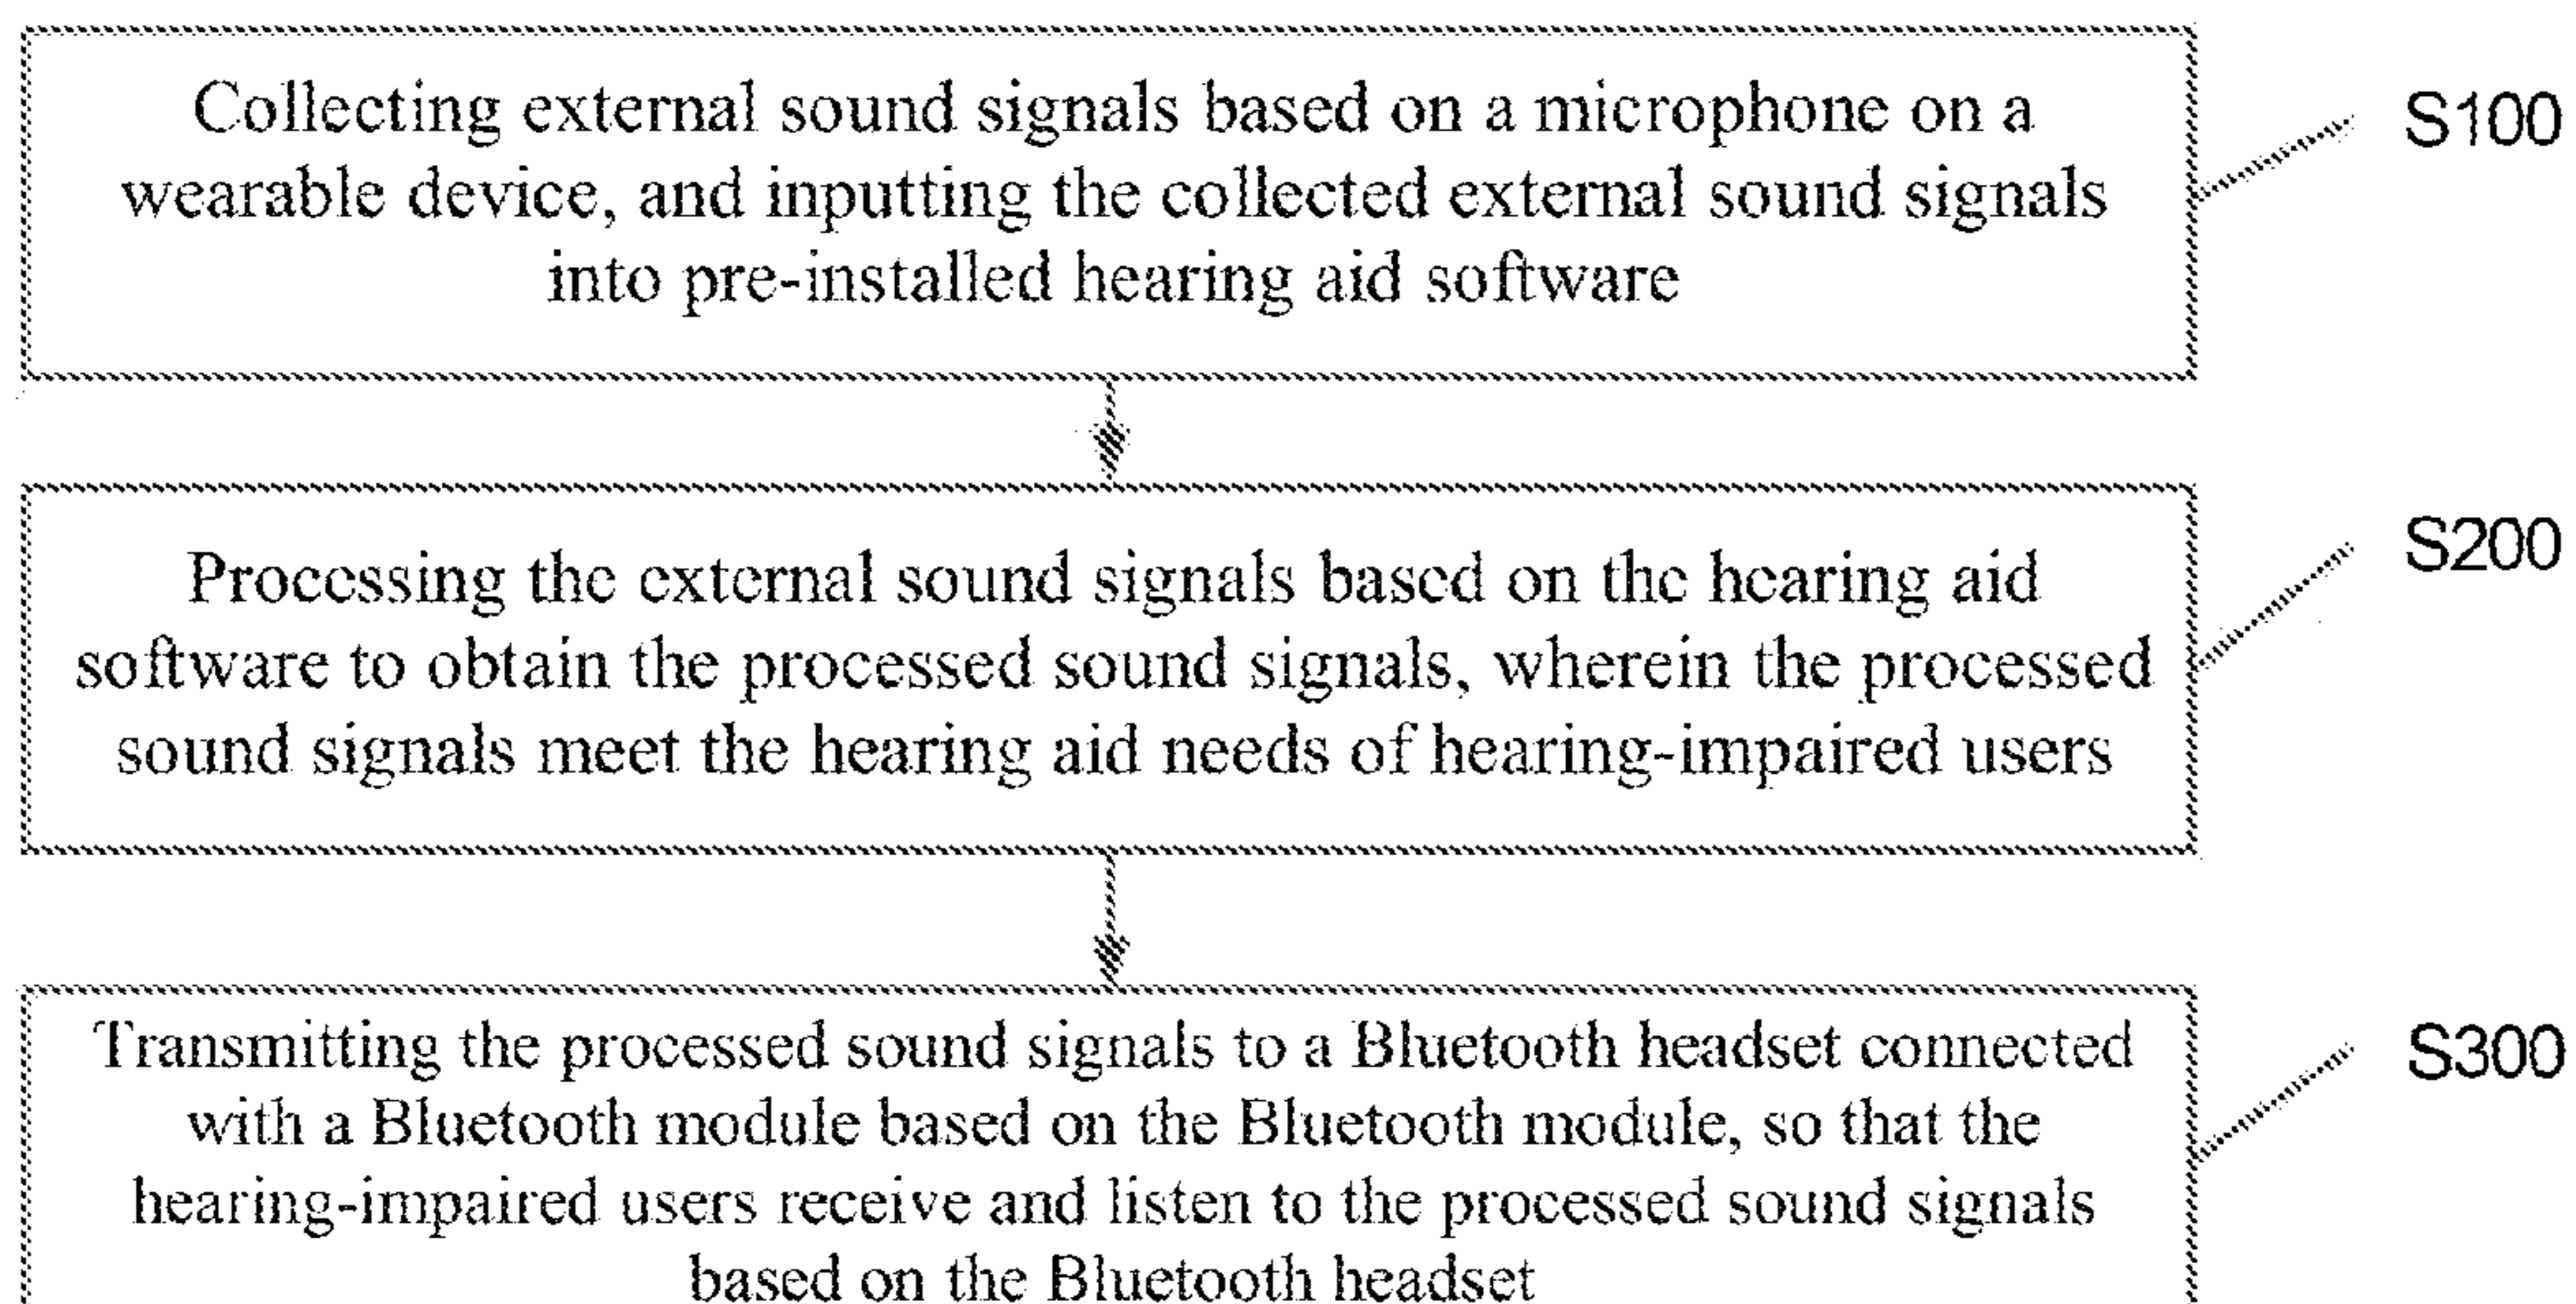 Collecting external sound signals based on a microphone on a
wearable device, and inputting the collected external sound signals
into pre-installed hearing aid software
S100
Processing the external sound signals based on the hearing aid
software to obtain the processed sound signals, wherein the processed
sound signals meet the hearing aid needs of hearing-impaired users
S200
Transmitting the processed sound signals to a Bluetooth headset connected
with a Bluetooth module based on the Bluetooth module, so that the
hearing-impaired users receive and listen to the processed sound signals
based on the Bluetooth headset
S300